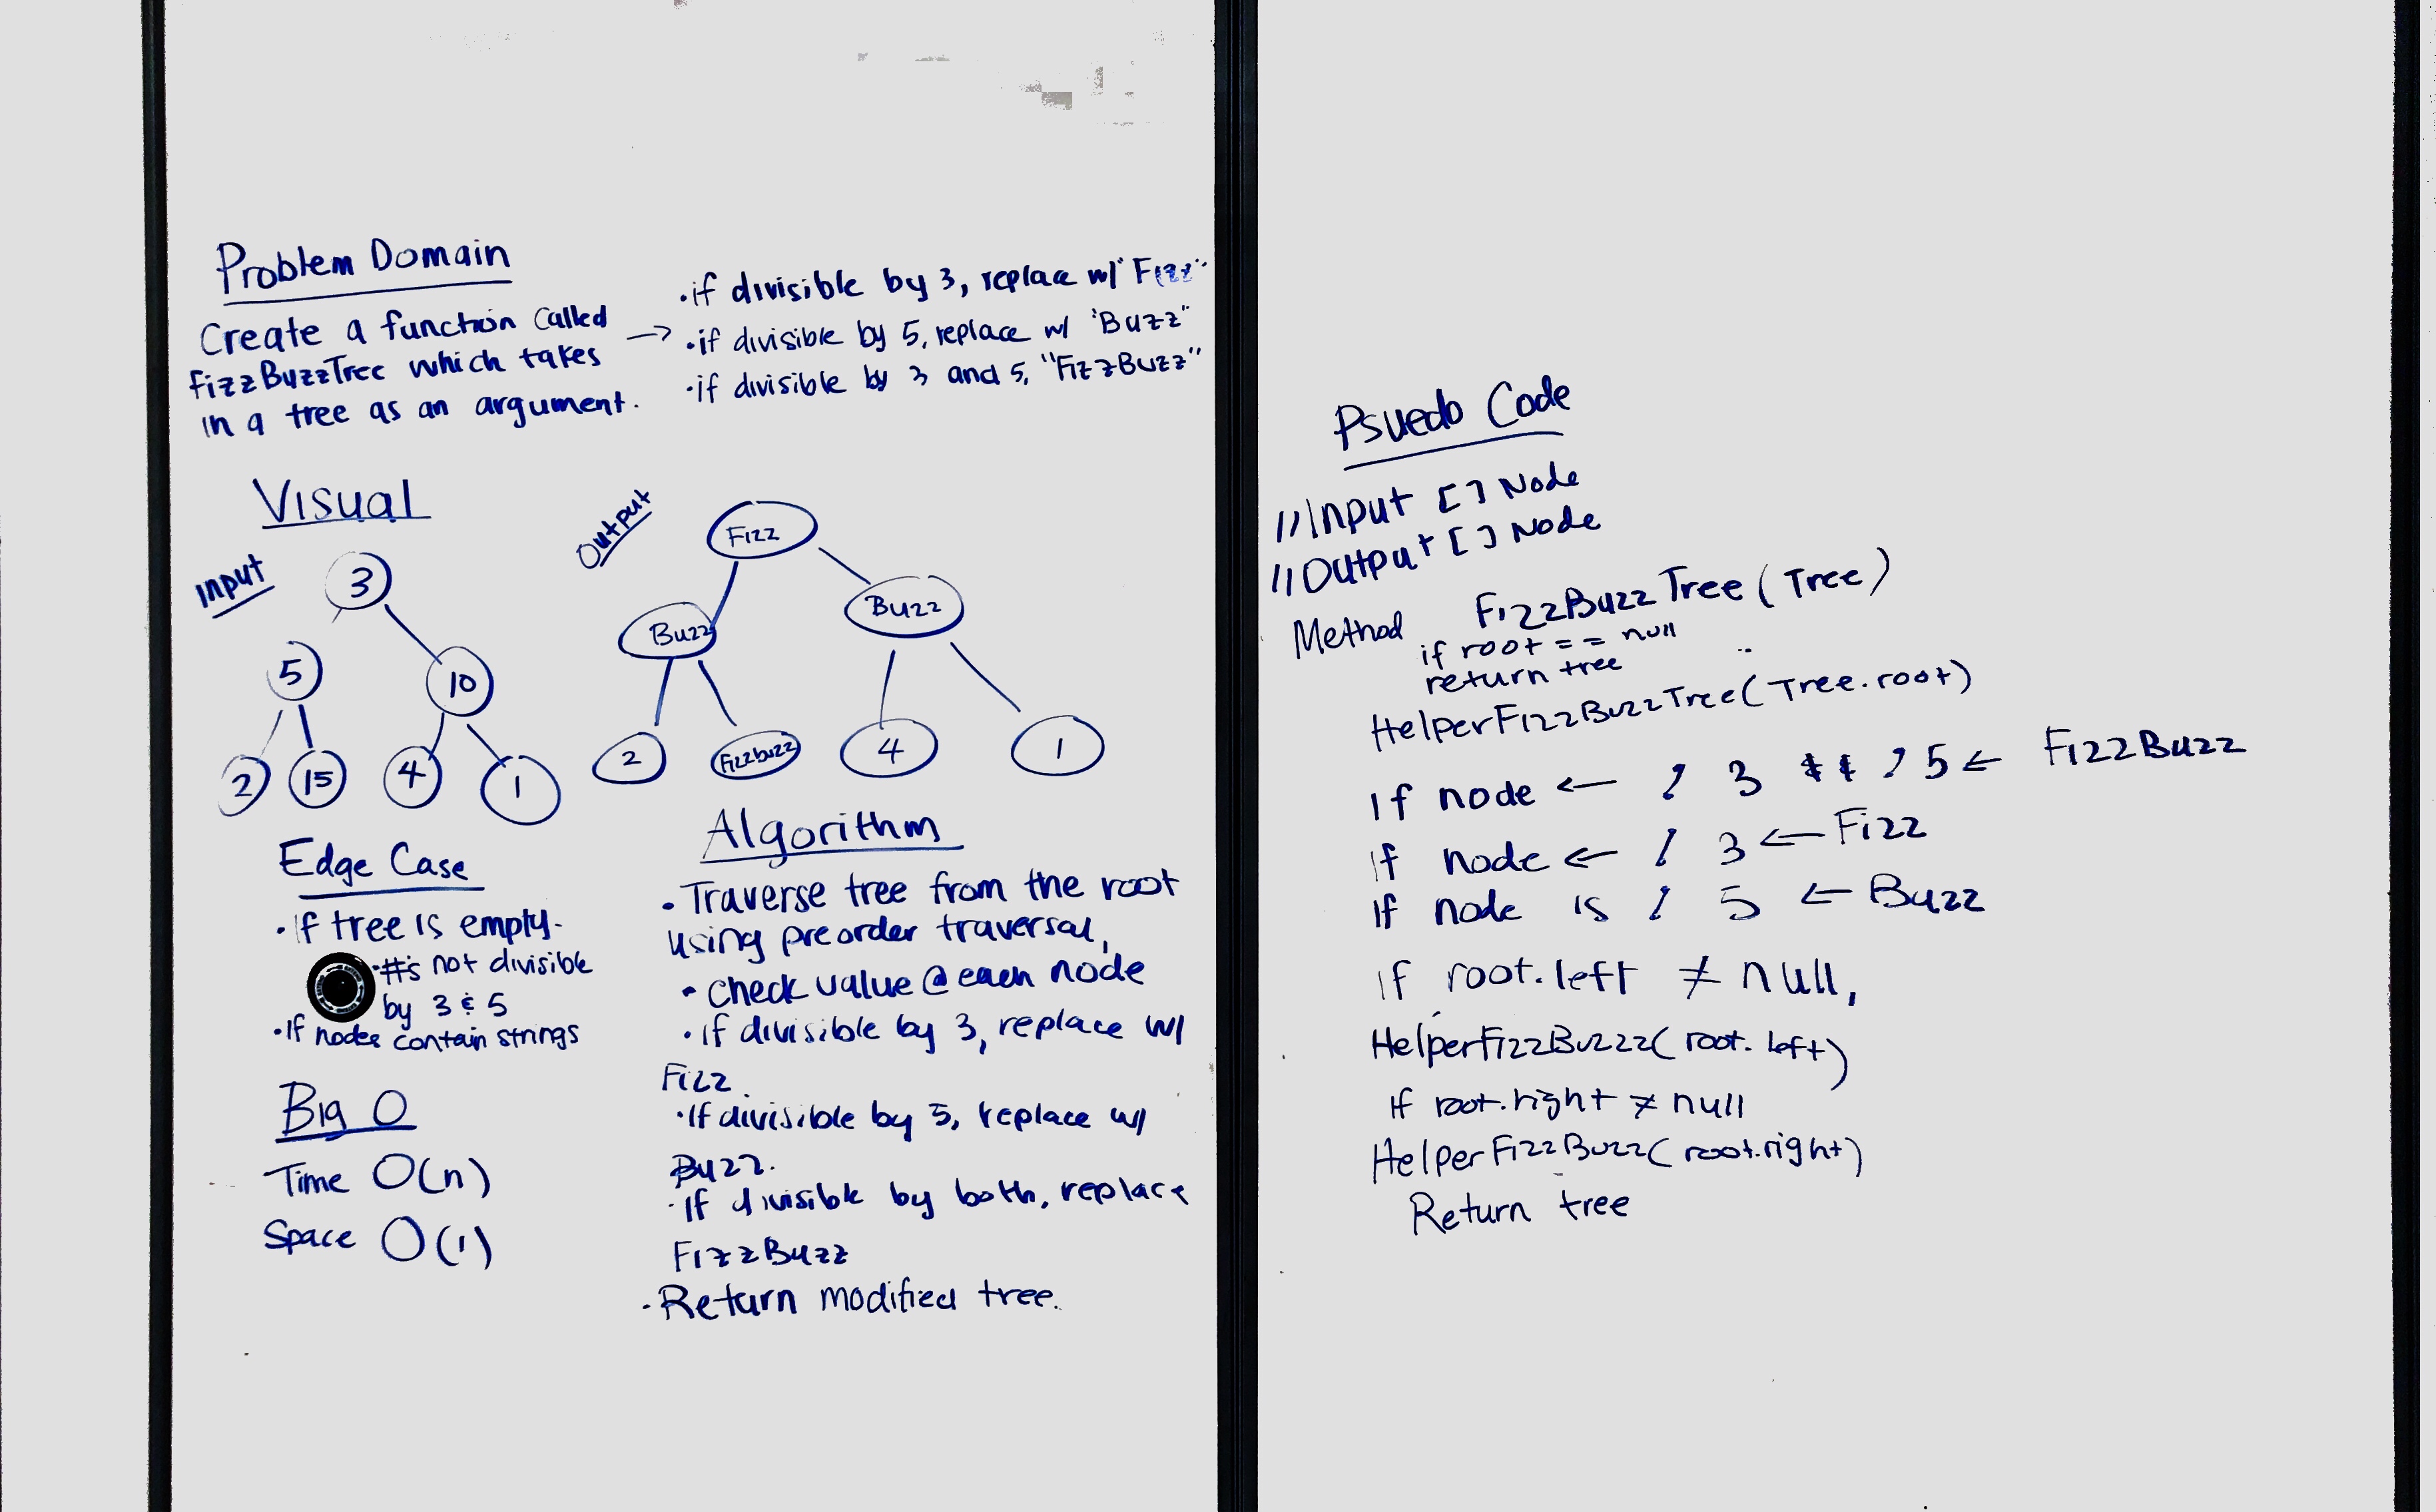 Problem Domain
Create a function Called
FizzBuzzTree which takes
in a tree as an argument.
→ •if divisible by 3, replace w/ "Fizz"
•if divisible by 5, replace w/ "Buzz"
•if divisible by 3 and 5, "FizzBuzz"
Visual
Input
3
5 10
2 15 4 1
Output
Fizz
Buzz Buzz
2 Fizzbuzz 4 1
Edge Case
•If tree is empty.
•#'s not divisible
by 3 & 5
•If nodes contain strings
Big O
Time O(n)
Space O(1)
Algorithm
•Traverse tree from the root
using preorder traversal,
•check value @ each node
•if divisible by 3, replace w/
Fizz
•If divisible by 5, replace w/
Buzz.
•If divisible by both, replace
FizzBuzz
•Return modified tree.
Psuedo Code
//Input [ ] Node
//Output [ ] Node
Method FizzBuzzTree (Tree)
if root == null
return tree
HelperFizzBuzzTree(Tree.root)
If node ← / 3 && / 5 ← FizzBuzz
If node ← / 3 ← Fizz
If node is / 5 ← Buzz
If root.left ≠ null,
HelperFizzBuzzz(root.left)
If root.right ≠ null
HelperFizzBuzz(root.right)
Return tree